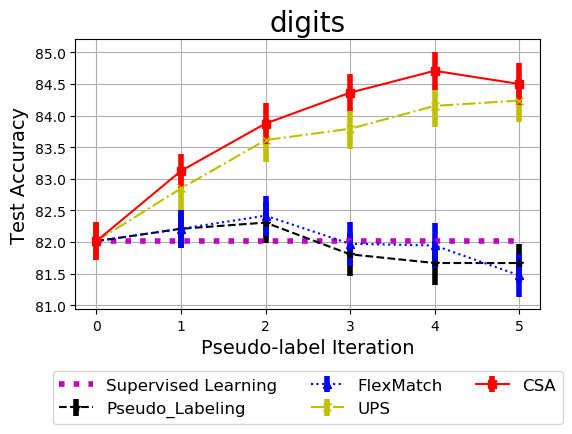 digits
85.0
84.5
84.0
83.5
83.0
82.5
82.0
81.5
81.0
Test Accuracy
0 1 2 3 4 5
Pseudo-label Iteration
Supervised Learning FlexMatch CSA
Pseudo_Labeling UPS